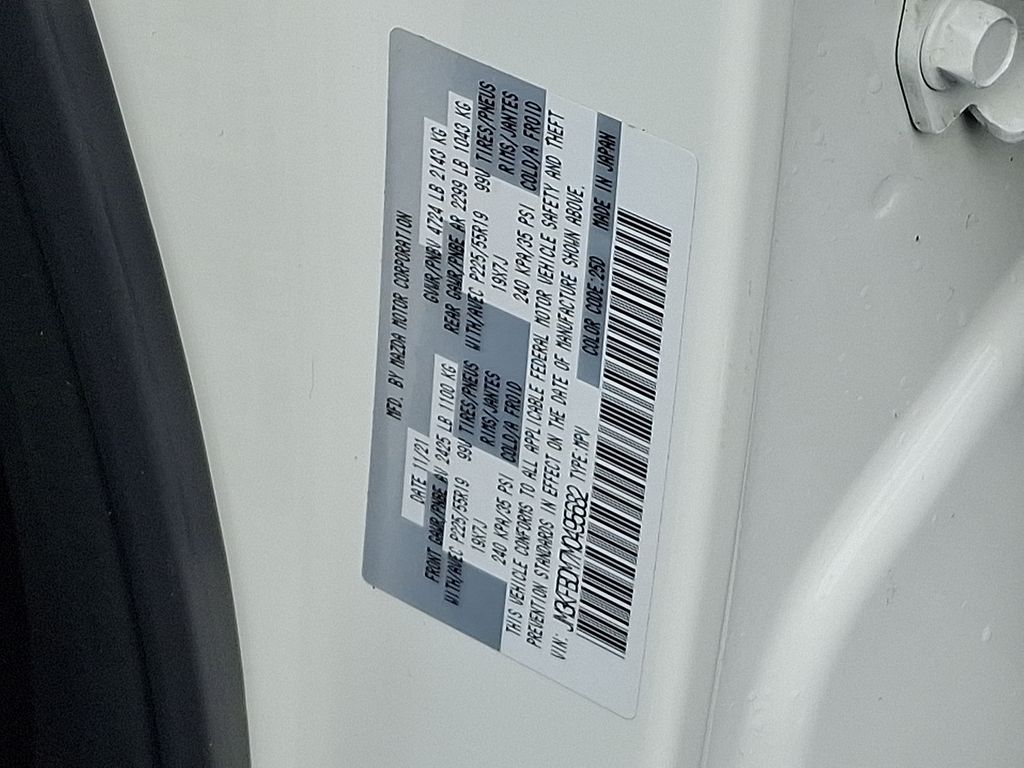 MFD. BY MAZDA MOTOR CORPORATION
DATE 11/21 GVWR/PNBV 4724 LB 2143 KG
FRONT GAWR/PNBE AV 2425 LB 1100 KG REAR GAWR/PNBE AR 2299 LB 1043 KG
WITH/AVEC P225/55R19 99V TIRES/PNEUS WITH/AVEC P225/55R19 99V TIRES/PNEUS
19X7J RIMS/JANTES 19X7J RIMS/JANTES
240 KPA/35 PSI COLD/A FROID 240 KPA/35 PSI COLD/A FROID
THIS VEHICLE CONFORMS TO ALL APPLICABLE FEDERAL MOTOR VEHICLE SAFETY AND THEFT
PREVENTION STANDARDS IN EFFECT ON THE DATE OF MANUFACTURE SHOWN ABOVE.
VIN: JM3KFBDM7N0495682 TYPE:MPV COLOR CODE:25D MADE IN JAPAN